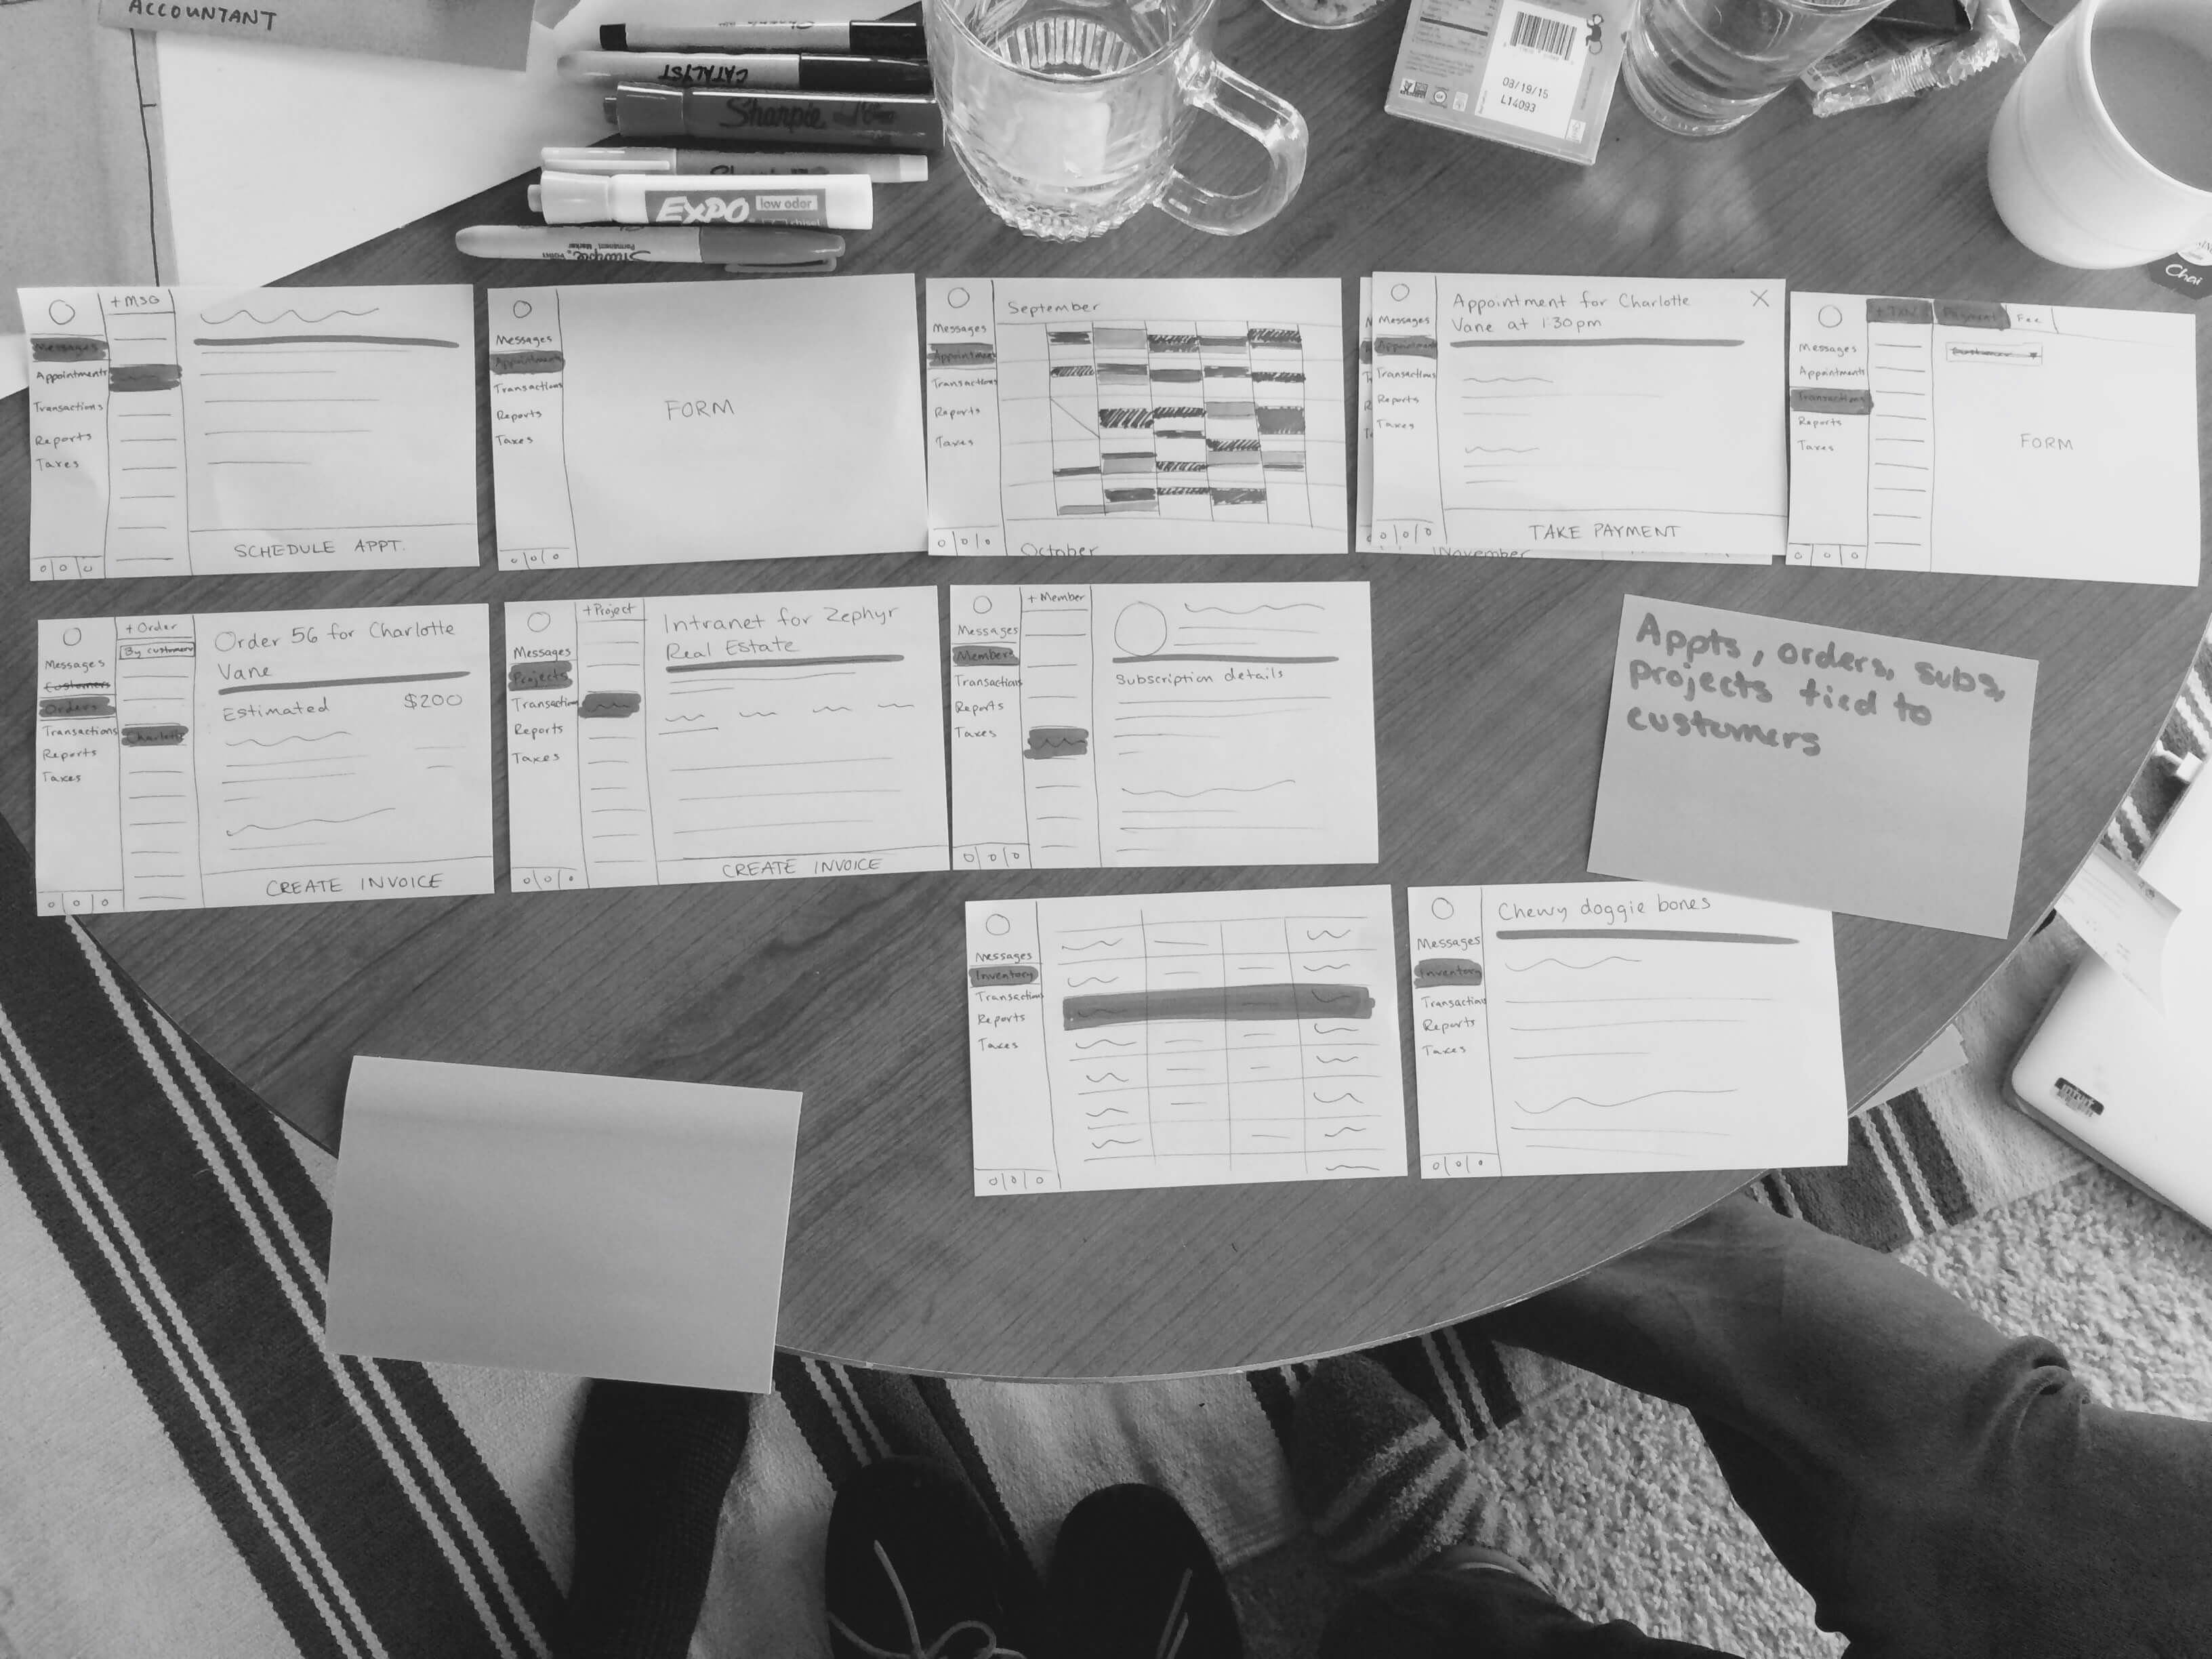 ACCOUNTANT
CATALYST
Sharpie
EXPO
low odor
chisel
Sharpie
Permanent Marker
03/19/15
L14093
Chai
+ MSG
Messages
Appointments
Transactions
Reports
Taxes
SCHEDULE APPT.
Messages
Appointments
Transactions
Reports
Taxes
FORM
September
Messages
Appointments
Transactions
Reports
Taxes
October
Appointment for Charlotte
Vane at 1:30pm
Messages
Appointments
Transactions
Reports
Taxes
TAKE PAYMENT
November
Payment
Fee
Messages
Appointments
Transactions
Reports
Taxes
Customer
FORM
+ Order
By customer
Order 56 for Charlotte
Vane
Messages
Customers
Orders
Transactions
Reports
Taxes
Charlotte
Estimated $200
CREATE INVOICE
+Project
Intranet for Zephyr
Real Estate
Messages
Projects
Transactions
Reports
Taxes
CREATE INVOICE
+ Member
Messages
Members
Transactions
Reports
Taxes
Subscription details
Appts, orders, subs,
projects tied to
customers
Messages
Inventory
Transactions
Reports
Taxes
Chewy doggie bones
Messages
Inventory
Transactions
Reports
Taxes
intuit